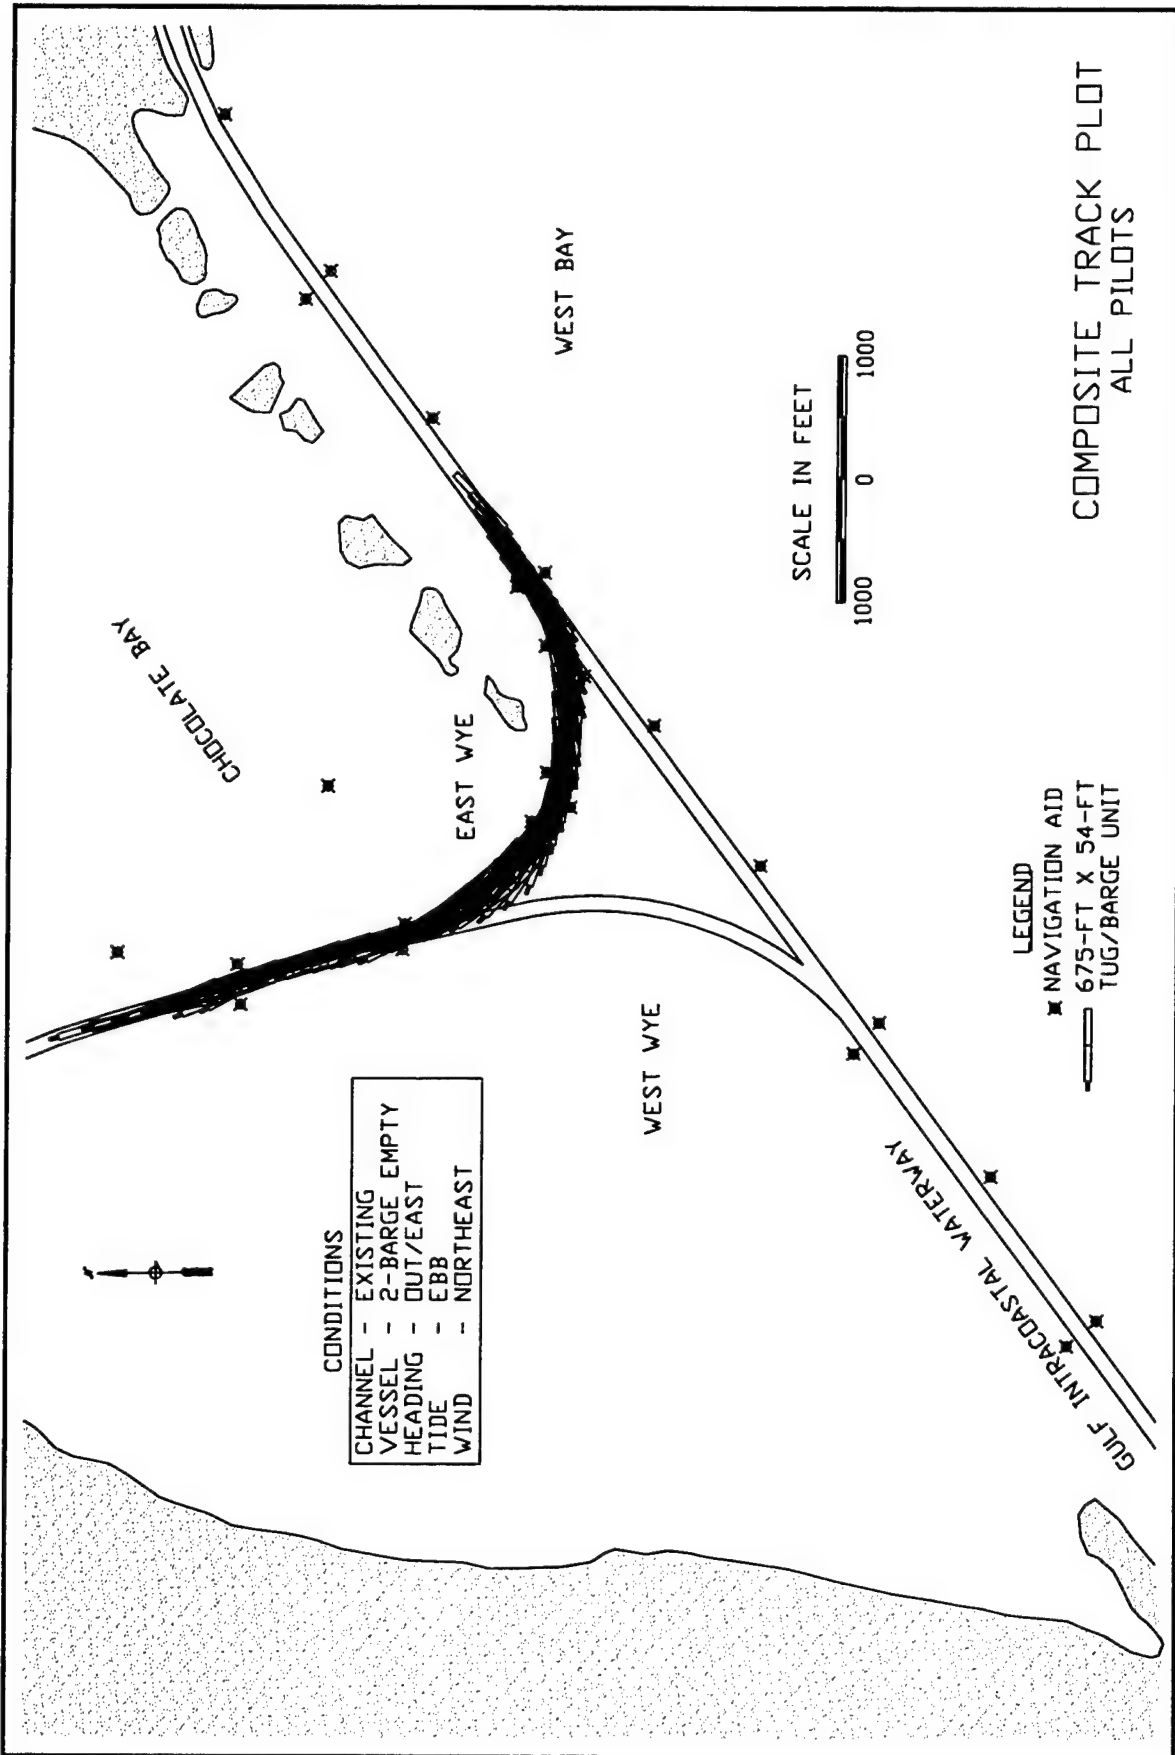 CHOCOLATE BAY
EAST WYE
WEST BAY
WEST WYE
GULF INTRACOASTAL WATERWAY
CONDITIONS
CHANNEL - EXISTING
VESSEL - 2-BARGE EMPTY
HEADING - OUT/EAST
TIDE - EBB
WIND - NORTHEAST
SCALE IN FEET
1000 0 1000
LEGEND
NAVIGATION AID
675-FT X 54-FT
TUG/BARGE UNIT
COMPOSITE TRACK PLOT
ALL PILOTS